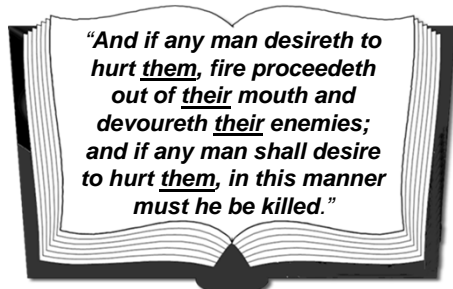 “And if any man desireth to
hurt them, fire proceedeth
out of their mouth and
devoureth their enemies;
and if any man shall desire
to hurt them, in this manner
must he be killed.”